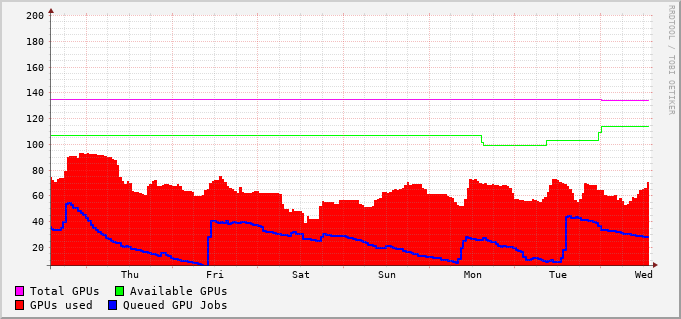 200
180
160
140
120
100
80
60
40
20
Thu Fri Sat Sun Mon Tue Wed
Total GPUs Available GPUs
GPUs used Queued GPU Jobs
RRDTOOL / TOBI OETIKER